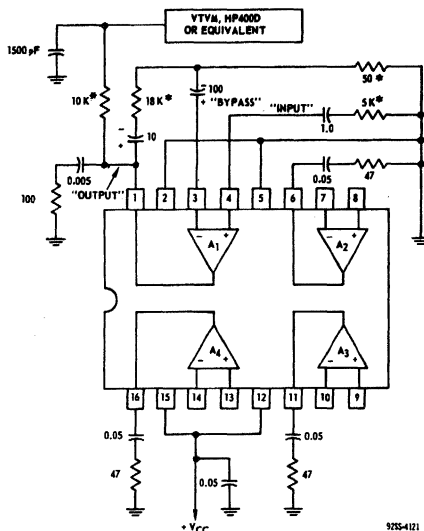 VTVM, HP400D
OR EQUIVALENT
1500 pF
10 K*
18 K*
100
"BYPASS"
50 *
"INPUT"
5 K*
1.0
10
0.005
"OUTPUT"
100
0.05
47
1 2 3 4 5 6 7 8
A1
A2
A4
A3
16 15 14 13 12 11 10 9
0.05
47
0.05
0.05
47
+ VCC
92SS-4121